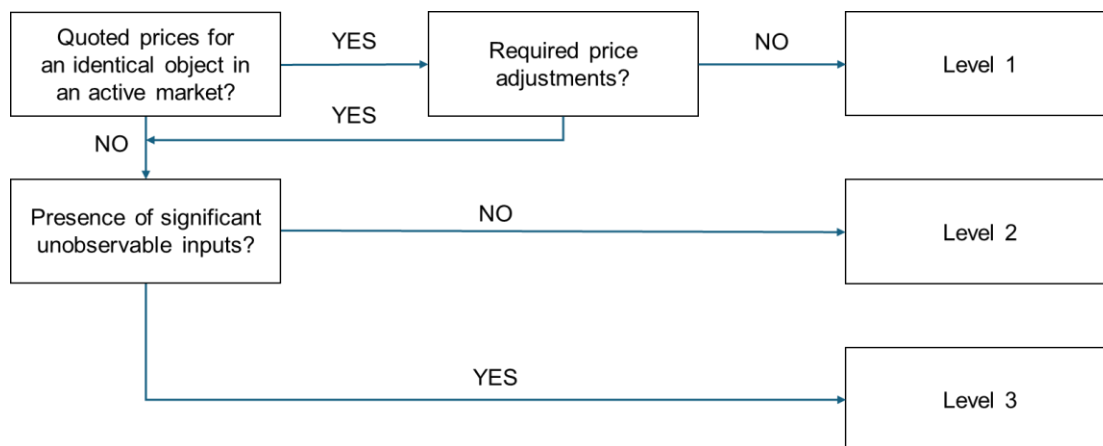 Quoted prices for
an identical object in
an active market?
YES
Required price
adjustments?
NO
Level 1
YES
NO
Presence of significant
unobservable inputs?
NO
Level 2
YES
Level 3